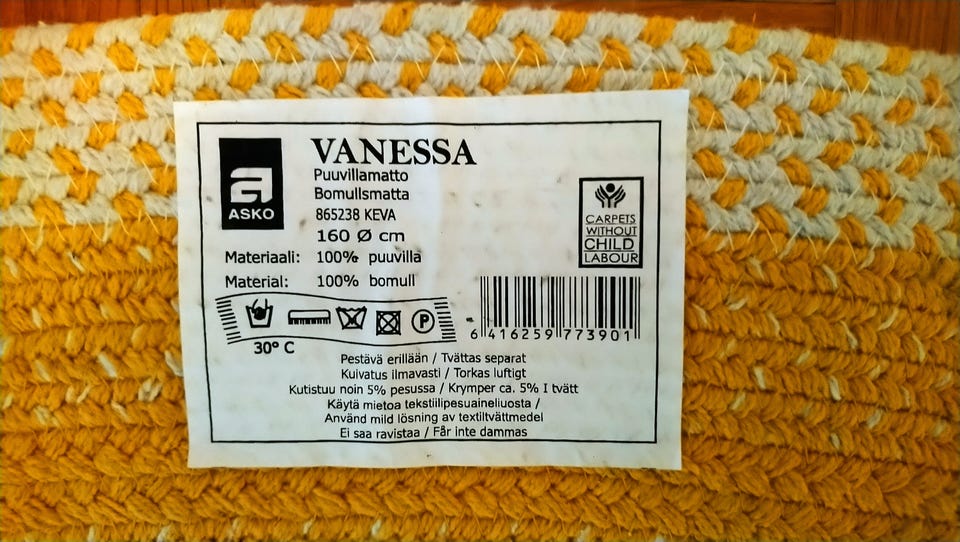 a
ASKO
VANESSA
Puuvillamatto
Bomullsmatta
865238 KEVA
160 Ø cm
Materiaali: 100% puuvilla
Material: 100% bomull
CARPETS
WITHOUT
CHILD
LABOUR
P
30° C
6 416259 773901
Pestävä erillään / Tvättas separat
Kuivatus ilmavasti / Torkas luftigt
Kutistuu noin 5% pesussa / Krymper ca. 5% I tvätt
Käytä mietoa tekstiilipesuaineliuosta /
Använd mild lösning av textiltvättmedel
Ei saa ravistaa / Får inte dammas